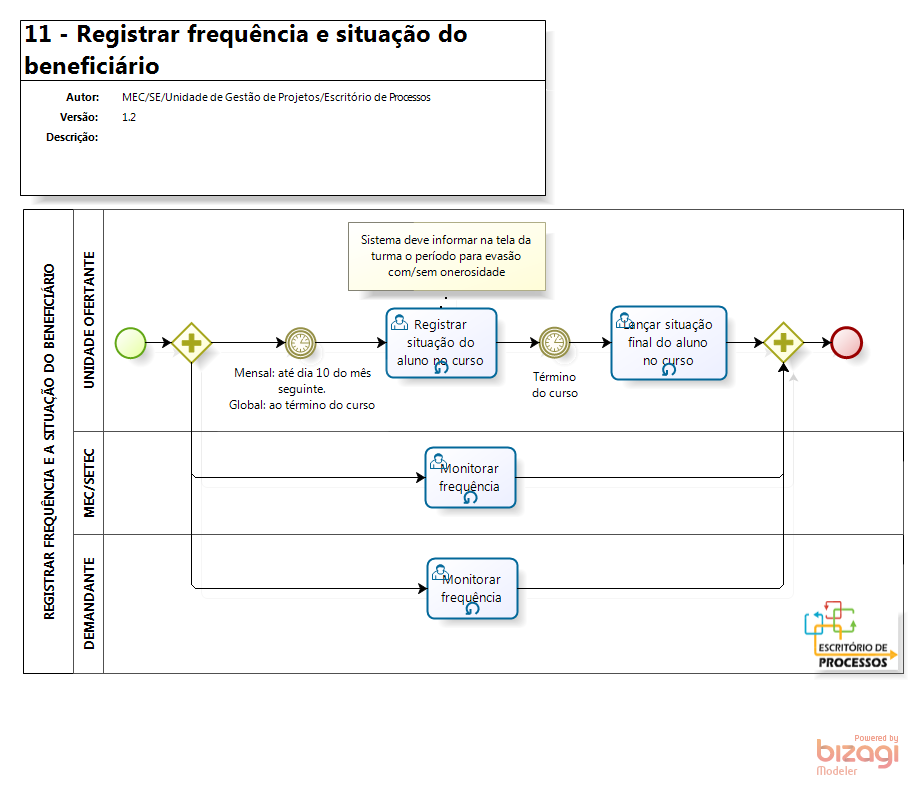 11 - Registrar frequência e situação do
beneficiário
Autor: MEC/SE/Unidade de Gestão de Projetos/Escritório de Processos
Versão: 1.2
Descrição:
REGISTRAR FREQUÊNCIA E A SITUAÇÃO DO BENEFICIÁRIO
UNIDADE OFERTANTE
Sistema deve informar na tela da
turma o período para evasão
com/sem onerosidade
Mensal: até dia 10 do mês
seguinte.
Global: ao término do curso
Registrar
situação do
aluno no curso
Término
do curso
Lançar situação
final do aluno
no curso
MEC/SETEC
Monitorar
frequência
DEMANDANTE
Monitorar
frequência
ESCRITÓRIO DE
PROCESSOS
Powered by
bizagi
Modeler